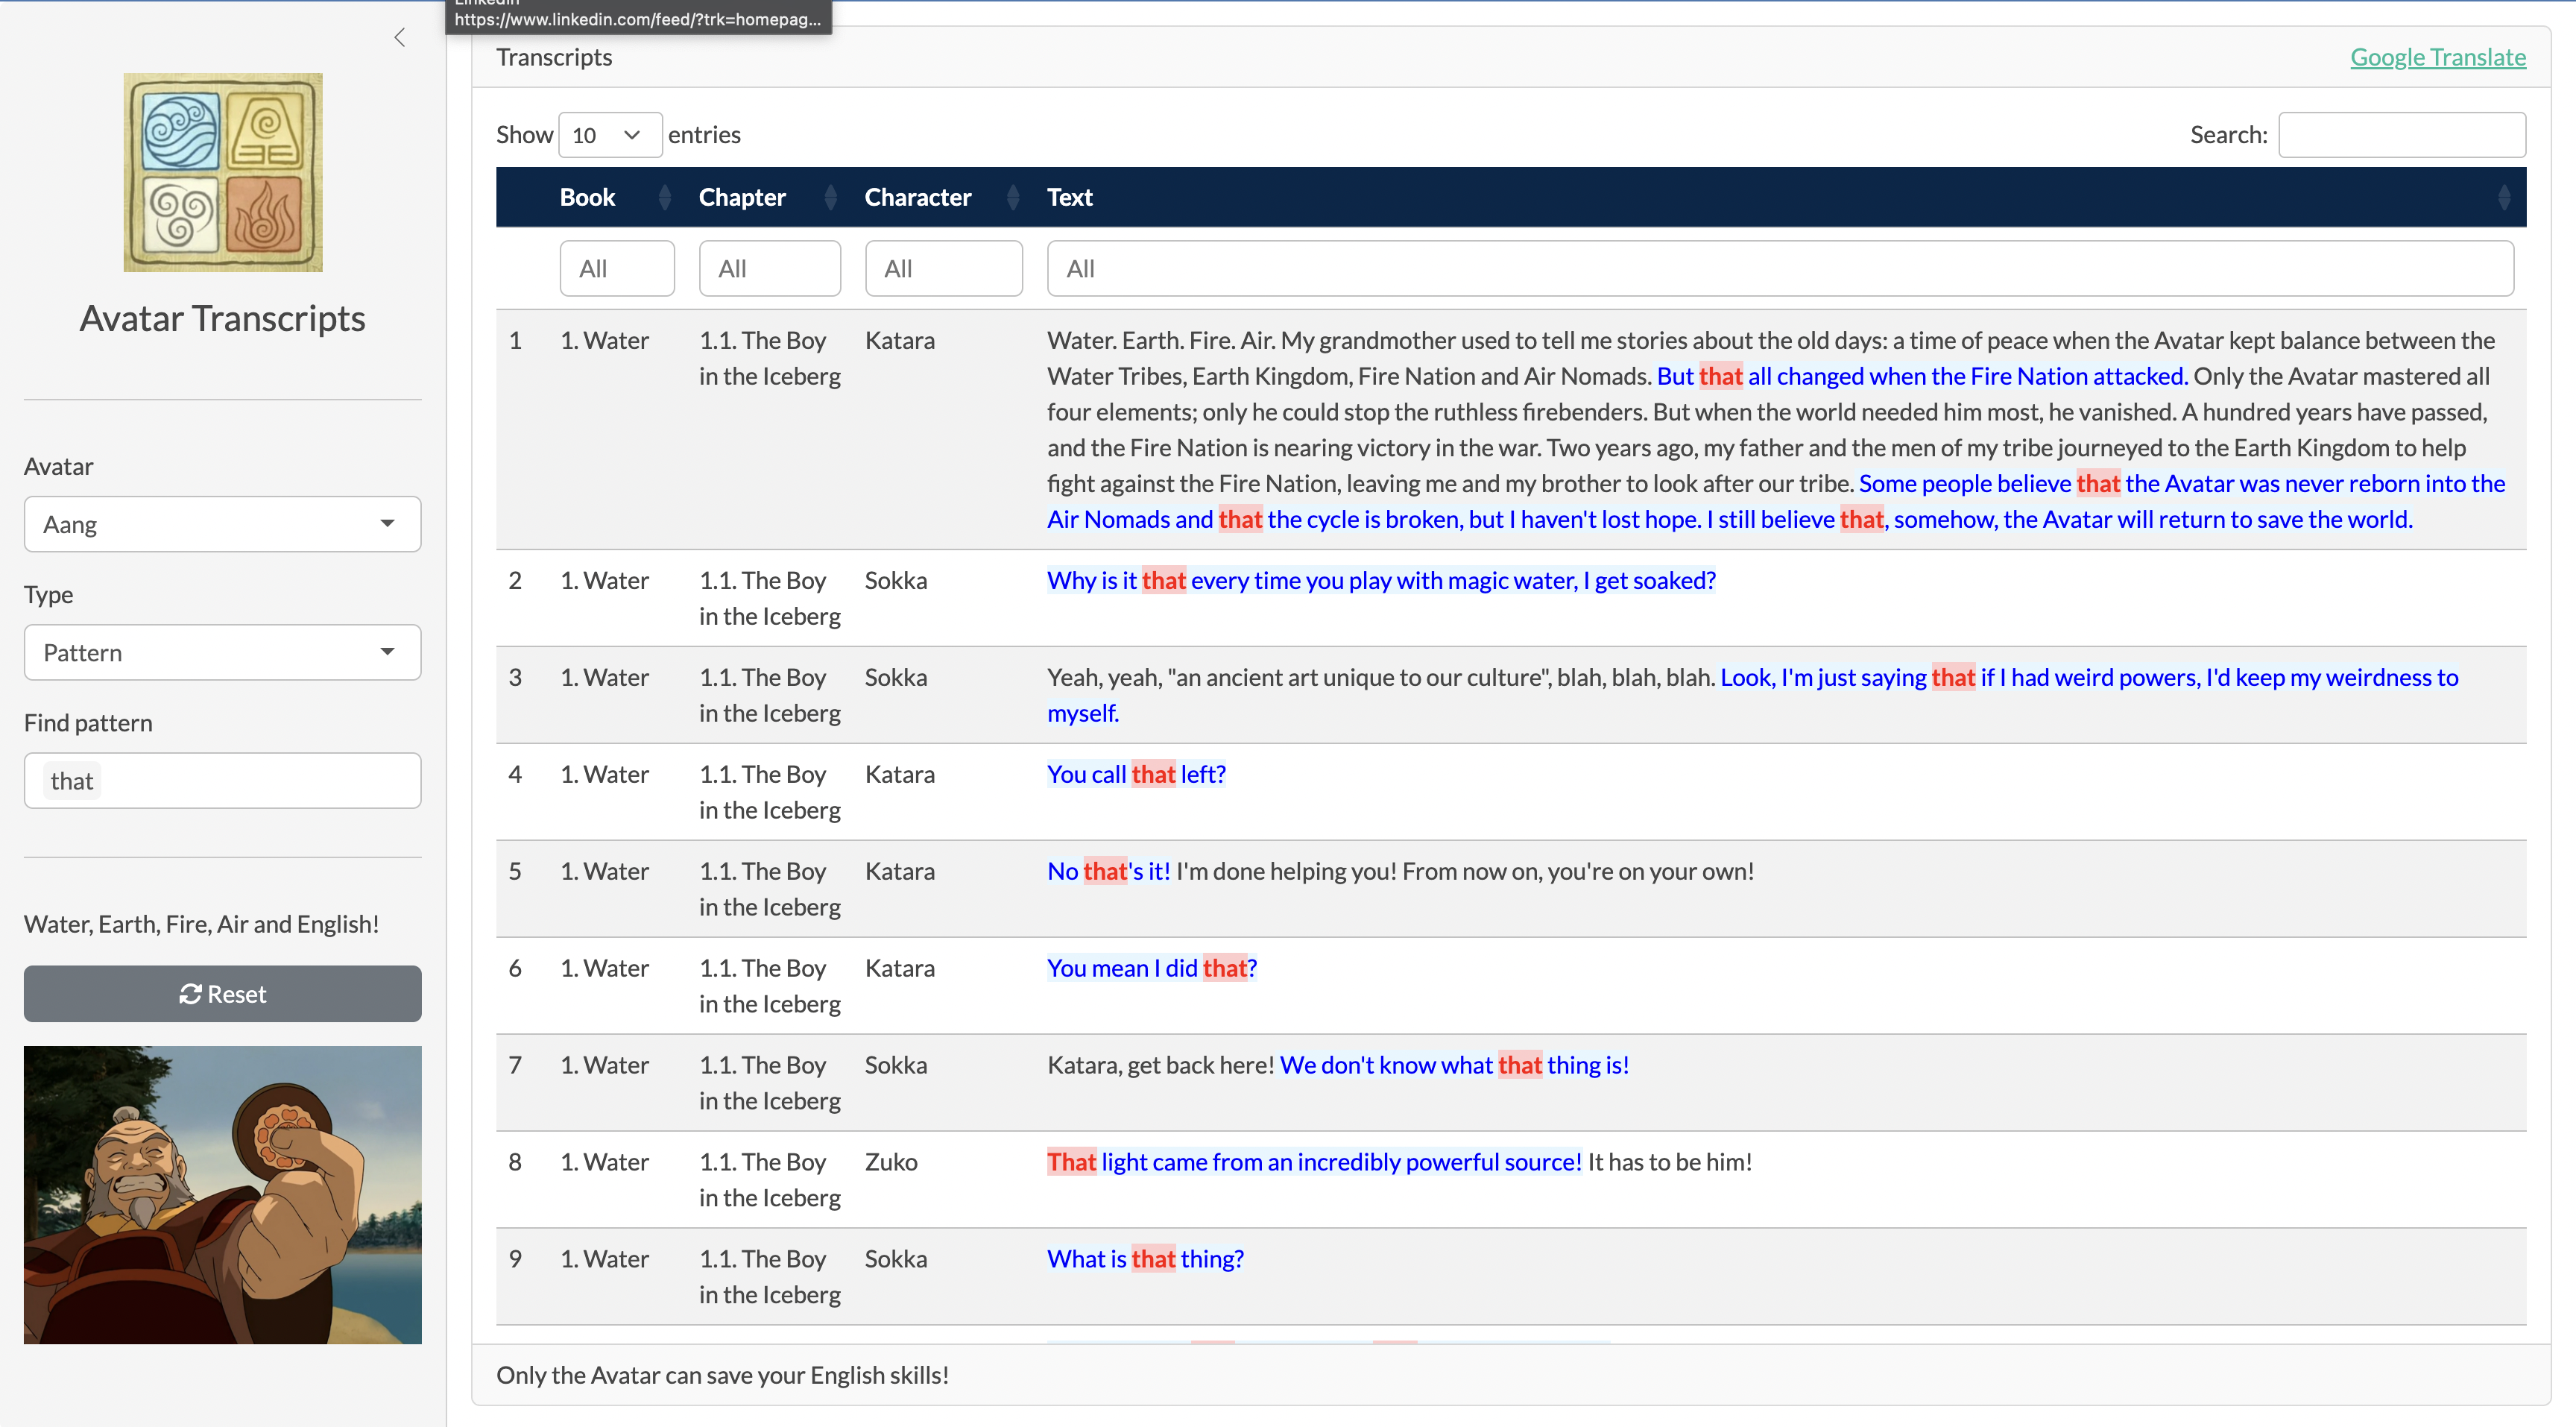 LinkedIn
https://www.linkedin.com/feed/?trk=homepag...
Avatar Transcripts
Avatar
Aang
Type
Pattern
Find pattern
that
Water, Earth, Fire, Air and English!
Reset
Transcripts
Google Translate
Show 10 entries
Search:
Book Chapter Character Text
All All All All
1 1. Water 1.1. The Boy Katara Water. Earth. Fire. Air. My grandmother used to tell me stories about the old days: a time of peace when the Avatar kept balance between the
in the Iceberg Water Tribes, Earth Kingdom, Fire Nation and Air Nomads. But that all changed when the Fire Nation attacked. Only the Avatar mastered all
four elements; only he could stop the ruthless firebenders. But when the world needed him most, he vanished. A hundred years have passed,
and the Fire Nation is nearing victory in the war. Two years ago, my father and the men of my tribe journeyed to the Earth Kingdom to help
fight against the Fire Nation, leaving me and my brother to look after our tribe. Some people believe that the Avatar was never reborn into the
Air Nomads and that the cycle is broken, but I haven't lost hope. I still believe that, somehow, the Avatar will return to save the world.
2 1. Water 1.1. The Boy Sokka Why is it that every time you play with magic water, I get soaked?
in the Iceberg
3 1. Water 1.1. The Boy Sokka Yeah, yeah, "an ancient art unique to our culture", blah, blah, blah. Look, I'm just saying that if I had weird powers, I'd keep my weirdness to
in the Iceberg myself.
4 1. Water 1.1. The Boy Katara You call that left?
in the Iceberg
5 1. Water 1.1. The Boy Katara No that's it! I'm done helping you! From now on, you're on your own!
in the Iceberg
6 1. Water 1.1. The Boy Katara You mean I did that?
in the Iceberg
7 1. Water 1.1. The Boy Sokka Katara, get back here! We don't know what that thing is!
in the Iceberg
8 1. Water 1.1. The Boy Zuko That light came from an incredibly powerful source! It has to be him!
in the Iceberg
9 1. Water 1.1. The Boy Sokka What is that thing?
in the Iceberg
Only the Avatar can save your English skills!